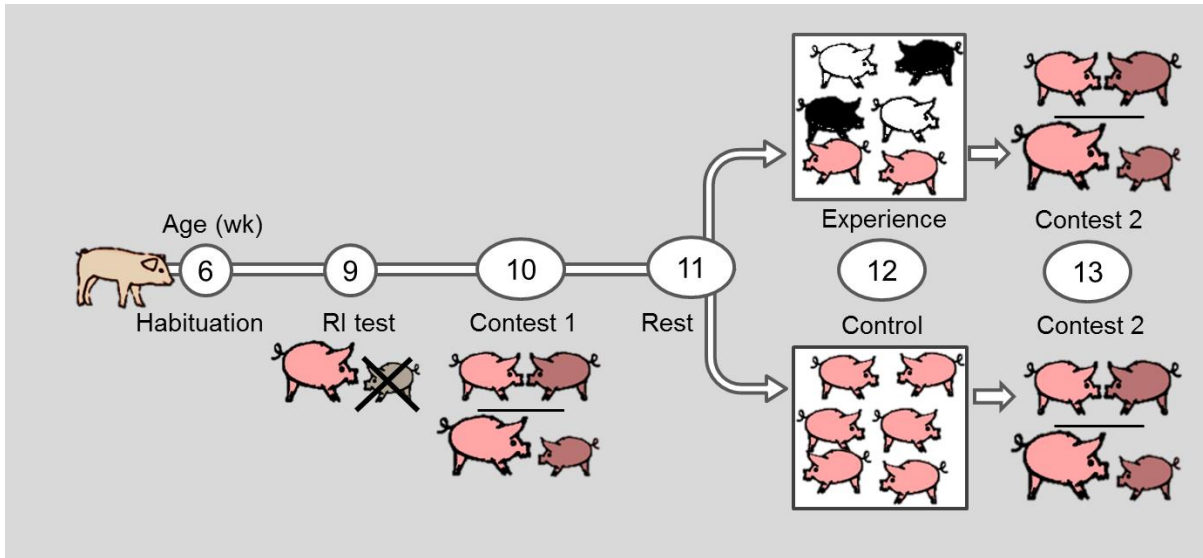 Age (wk)
6
9
10
11
12
13
Habituation
RI test
Contest 1
Rest
Experience
Contest 2
Control
Contest 2